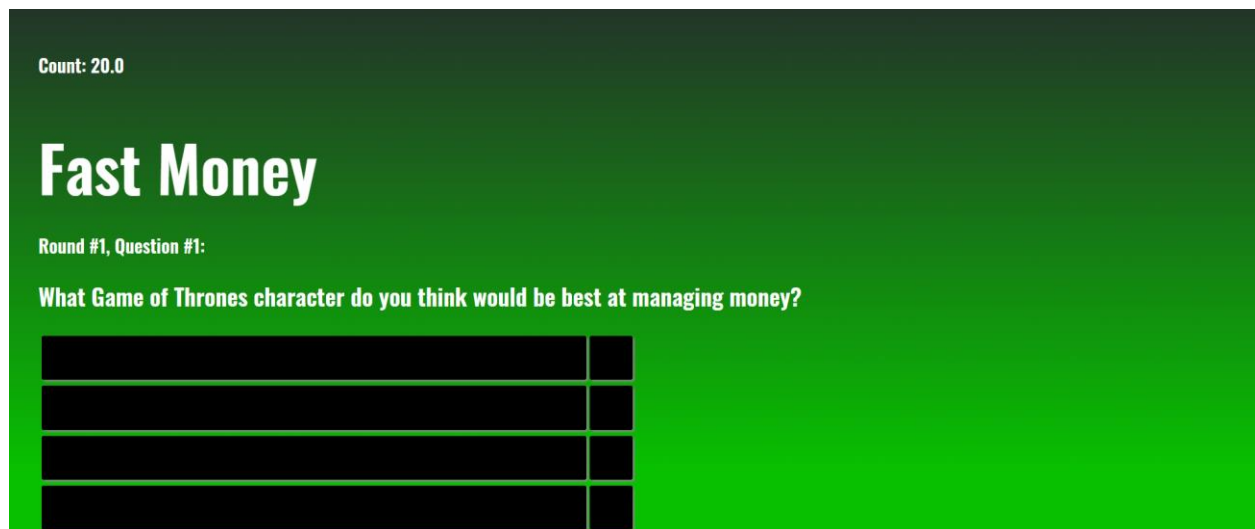 Count: 20.0
Fast Money
Round #1, Question #1:
What Game of Thrones character do you think would be best at managing money?